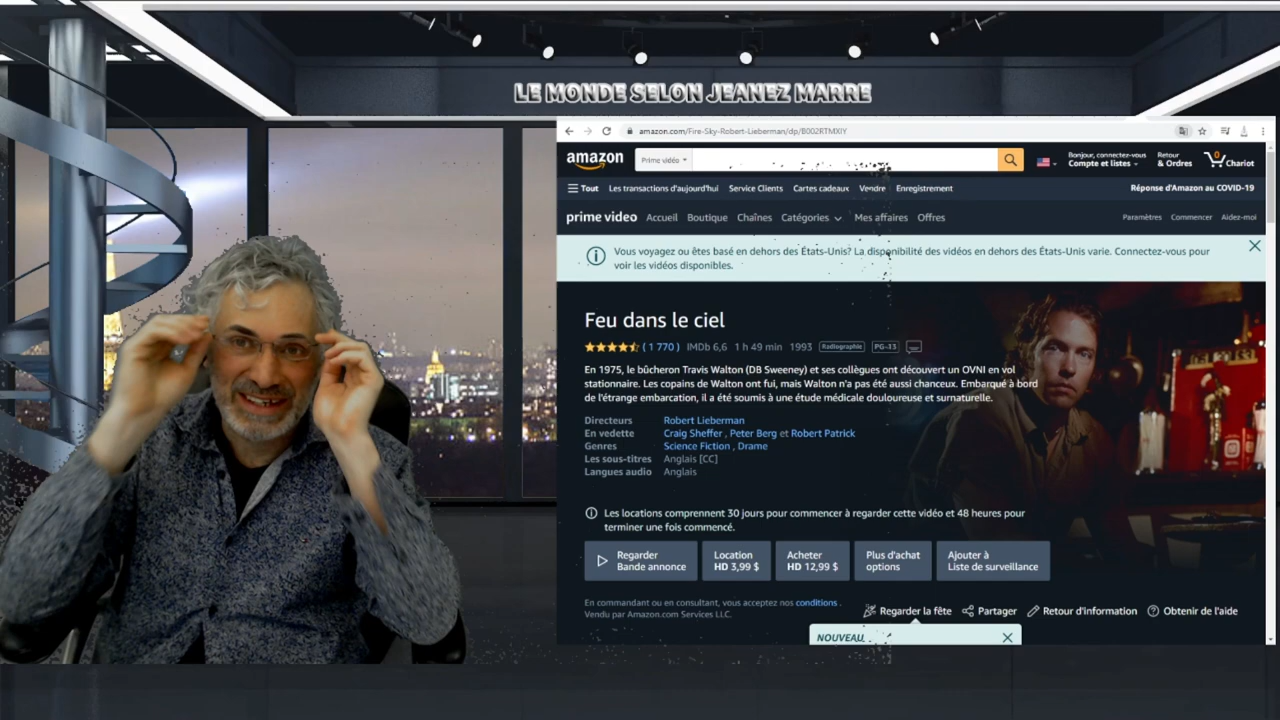 LE MONDE SELON JEANEZ MARRE
amazon.com/Fire-Sky-Robert-Lieberman/dp/B002RTMXIY
amazon
Prime vidéo
Bonjour, connectez-vous
Compte et listes
Retour
& Ordres
0
Chariot
Tout Les transactions d'aujourd'hui Service Clients Cartes cadeaux Vendre Enregistrement
Réponse d'Amazon au COVID-19
prime video Accueil Boutique Chaînes Catégories Mes affaires Offres
Paramètres Commencer Aidez-moi
Vous voyagez ou êtes basé en dehors des États-Unis? La disponibilité des vidéos en dehors des États-Unis varie. Connectez-vous pour
voir les vidéos disponibles.
Feu dans le ciel
( 1 770 ) IMDb 6,6 1 h 49 min 1993 Radiographie PG-13
En 1975, le bûcheron Travis Walton (DB Sweeney) et ses collègues ont découvert un OVNI en vol
stationnaire. Les copains de Walton ont fui, mais Walton n'a pas été aussi chanceux. Embarqué à bord
de l'étrange embarcation, il a été soumis à une étude médicale douloureuse et surnaturelle.
Directeurs Robert Lieberman
En vedette Craig Sheffer , Peter Berg et Robert Patrick
Genres Science Fiction , Drame
Les sous-titres Anglais [CC]
Langues audio Anglais
Les locations comprennent 30 jours pour commencer à regarder cette vidéo et 48 heures pour
terminer une fois commencé.
Regarder
Bande annonce
Location
HD 3,99 $
Acheter
HD 12,99 $
Plus d'achat
options
Ajouter à
Liste de surveillance
En commandant ou en consultant, vous acceptez nos conditions .
Vendu par Amazon.com Services LLC.
Regarder la fête Partager Retour d'information Obtenir de l'aide
NOUVEAU